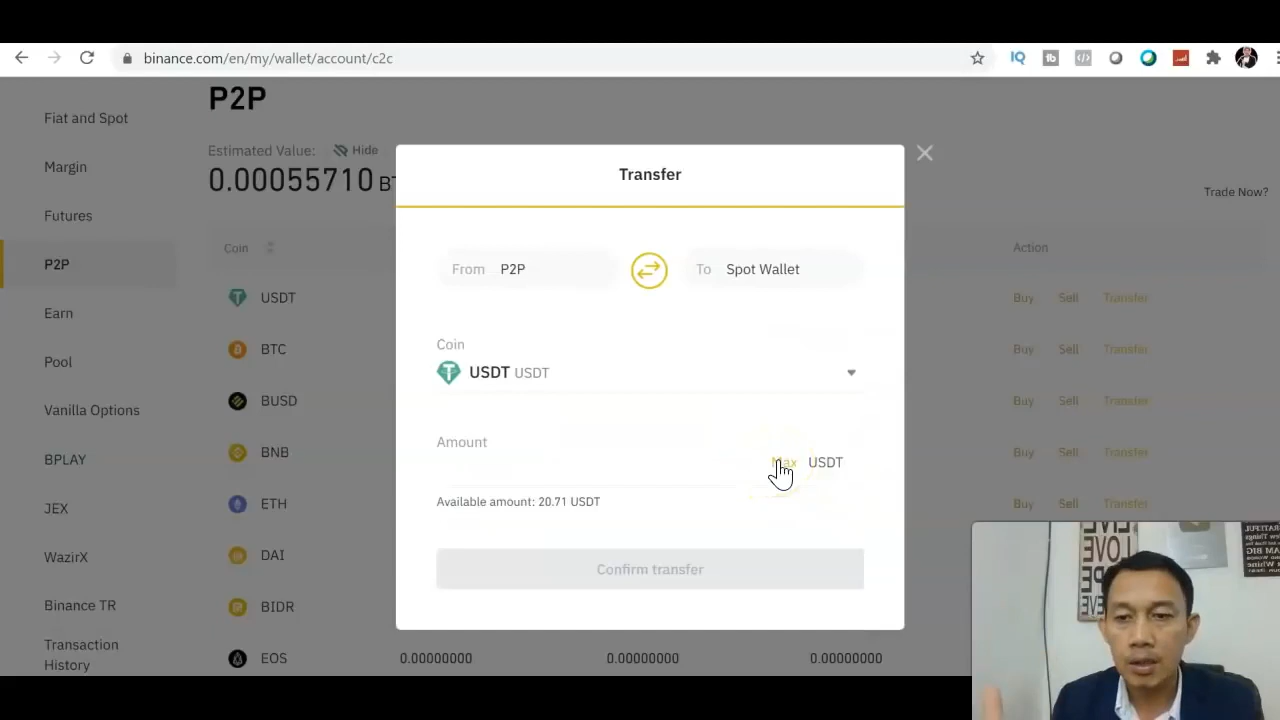 binance.com/en/my/wallet/account/c2c
P2P
Fiat and Spot
Margin
Futures
P2P
Earn
Pool
Vanilla Options
BPLAY
JEX
WazirX
Binance TR
Transaction
History
Estimated Value: Hide
0.00055710
Trade Now?
Coin
Action
USDT Buy Sell Transfer
BTC Buy Sell Transfer
BUSD Buy Sell Transfer
BNB Buy Sell Transfer
ETH Buy Sell Transfer
DAI
BIDR
EOS 0.00000000 0.00000000 0.00000000
Transfer
From P2P To Spot Wallet
Coin
USDT USDT
Amount
Max USDT
Available amount: 20.71 USDT
Confirm transfer
LIVE
LOVE